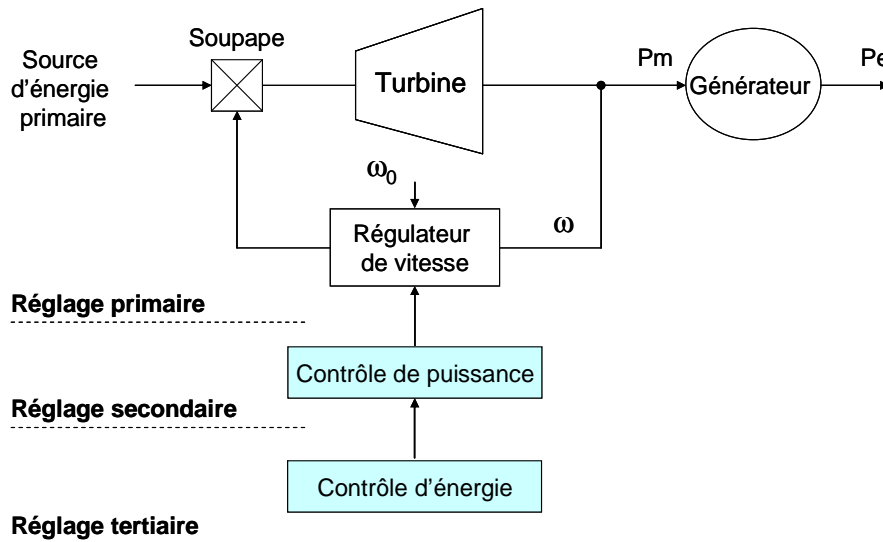 Soupape
Source
d'énergie
primaire
Turbine
Pm
Générateur
Pe
ω0
Régulateur
de vitesse
ω
Réglage primaire
Contrôle de puissance
Réglage secondaire
Contrôle d'énergie
Réglage tertiaire